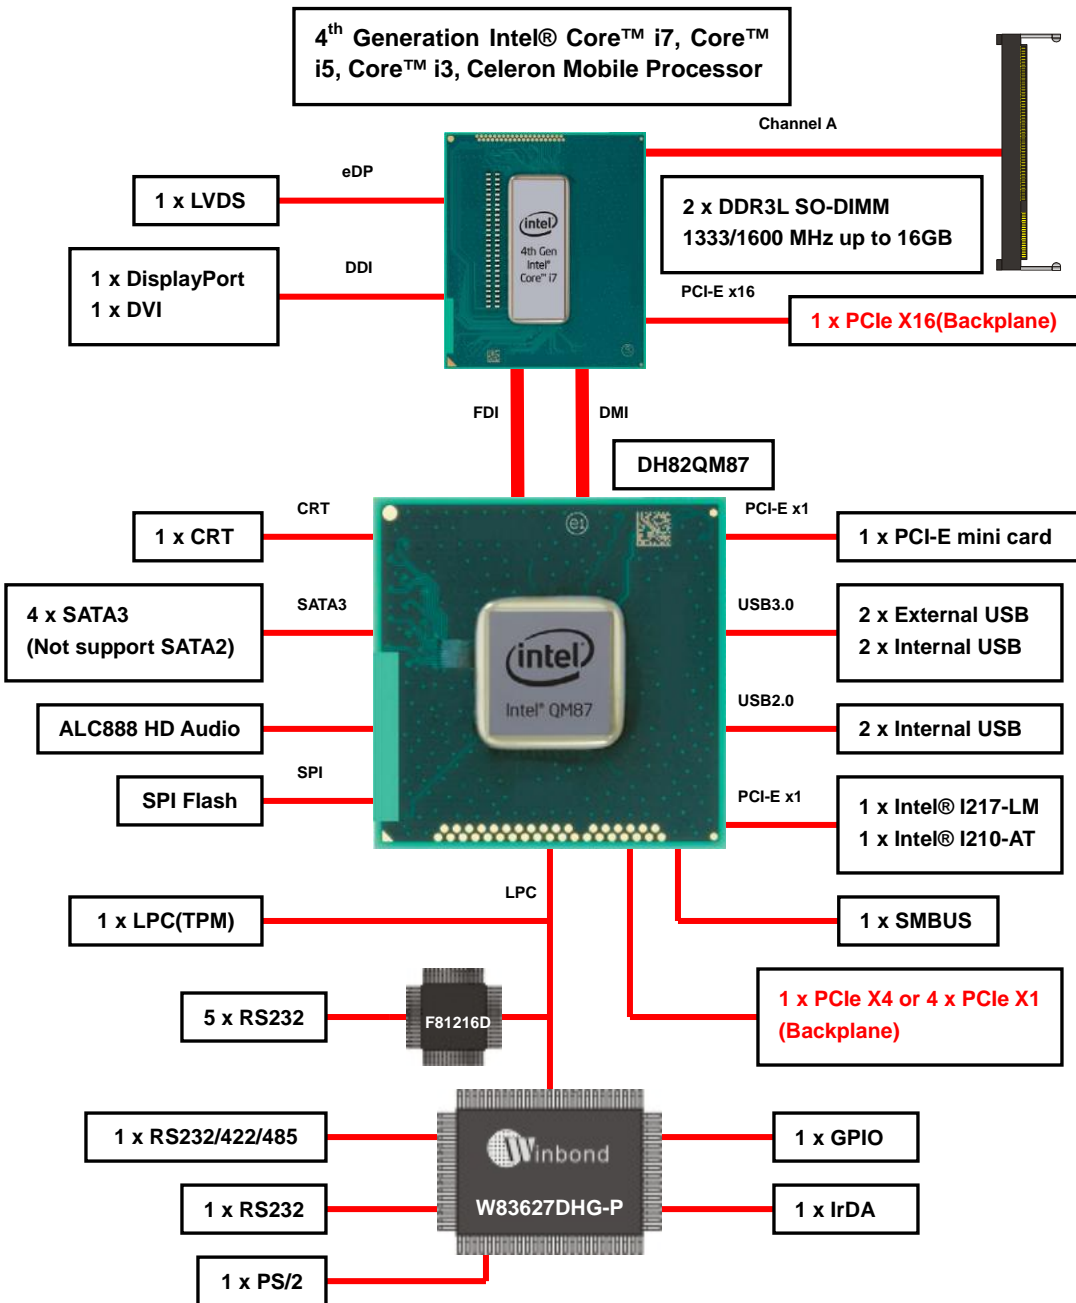 4th Generation Intel® Core™ i7, Core™
i5, Core™ i3, Celeron Mobile Processor
Channel A
eDP
1 x LVDS
intel
4th Gen
Intel®
Core™ i7
2 x DDR3L SO-DIMM
1333/1600 MHz up to 16GB
DDI
1 x DisplayPort
1 x DVI
PCI-E x16
1 x PCIe X16(Backplane)
FDI
DMI
DH82QM87
CRT
1 x CRT
PCI-E x1
1 x PCI-E mini card
e1
SATA3
4 x SATA3
(Not support SATA2)
USB3.0
2 x External USB
2 x Internal USB
intel
Intel® QM87
ALC888 HD Audio
USB2.0
2 x Internal USB
SPI
SPI Flash
PCI-E x1
1 x Intel® I217-LM
1 x Intel® I210-AT
LPC
1 x LPC(TPM)
1 x SMBUS
5 x RS232
F81216D
1 x PCIe X4 or 4 x PCIe X1
(Backplane)
1 x RS232/422/485
Winbond
W83627DHG-P
1 x GPIO
1 x RS232
1 x IrDA
1 x PS/2